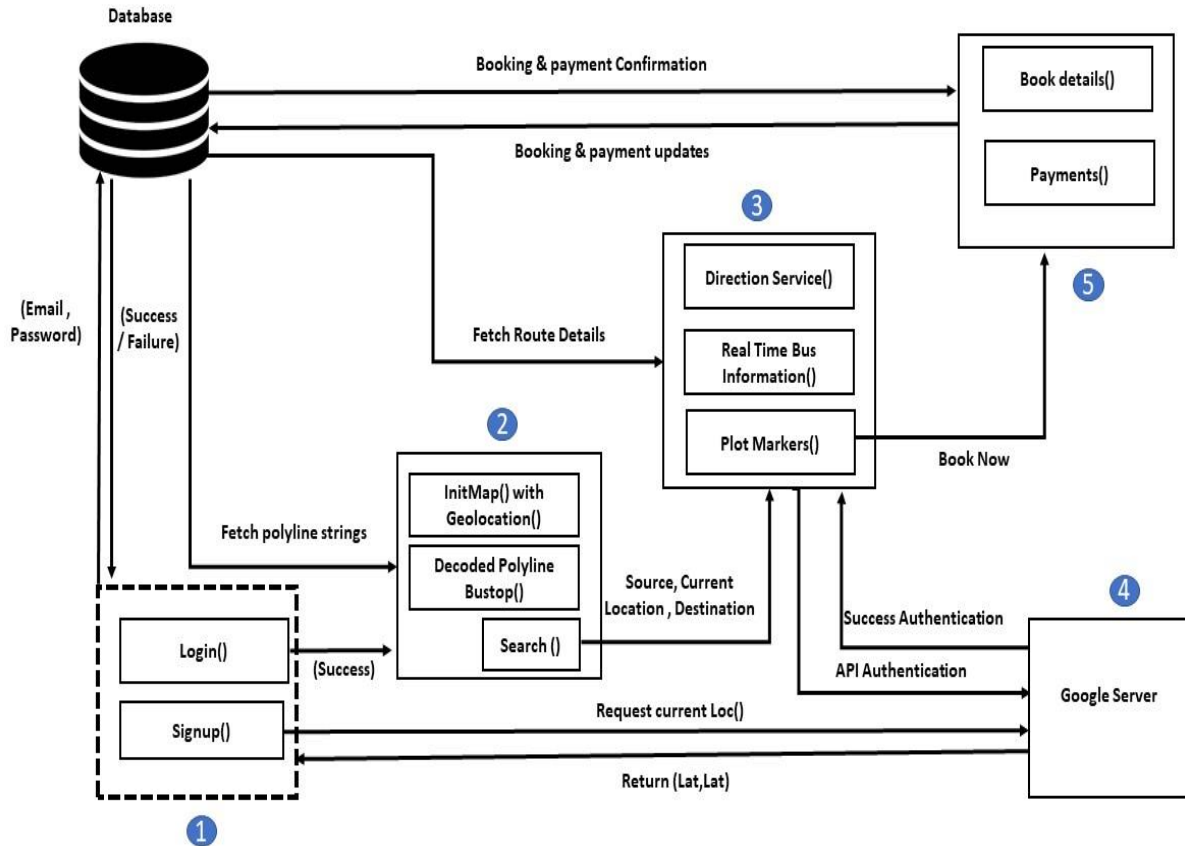 Database
Booking & payment Confirmation
Booking & payment updates
Book details()
Payments()
5
3
Direction Service()
Real Time Bus
Information()
Plot Markers()
Fetch Route Details
Book Now
(Email ,
Password)
(Success
/ Failure)
2
InitMap() with
Geolocation()
Decoded Polyline
Bustop()
Search ()
Fetch polyline strings
Source, Current
Location , Destination
4
Success Authentication
API Authentication
Google Server
Login()
(Success)
Signup()
Request current Loc()
Return (Lat,Lat)
1